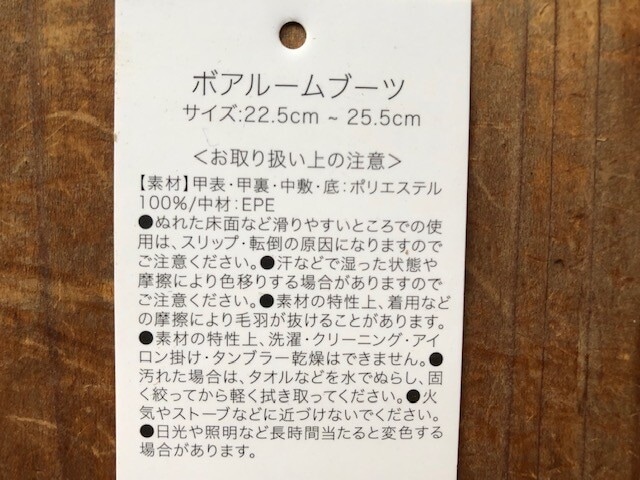 ボアルームブーツ
サイズ:22.5cm ~ 25.5cm
＜お取り扱い上の注意＞
【素材】甲表・甲裏・中敷・底：ポリエステル
100%/中材：EPE
●ぬれた床面など滑りやすいところでの使
用は、スリップ・転倒の原因になりますので
ご注意ください。●汗などで湿った状態や
摩擦により色移りする場合がありますので
ご注意ください。●素材の特性上、着用など
の摩擦により毛羽が抜けることがあります。
●素材の特性上、洗濯・クリーニング・アイ
ロン掛け・タンブラー乾燥はできません。●
汚れた場合は、タオルなどを水でぬらし、固
く絞ってから軽く拭き取ってください。●火
気やストーブなどに近づけないでください。
●日光や照明など長時間当たると変色する
場合があります。